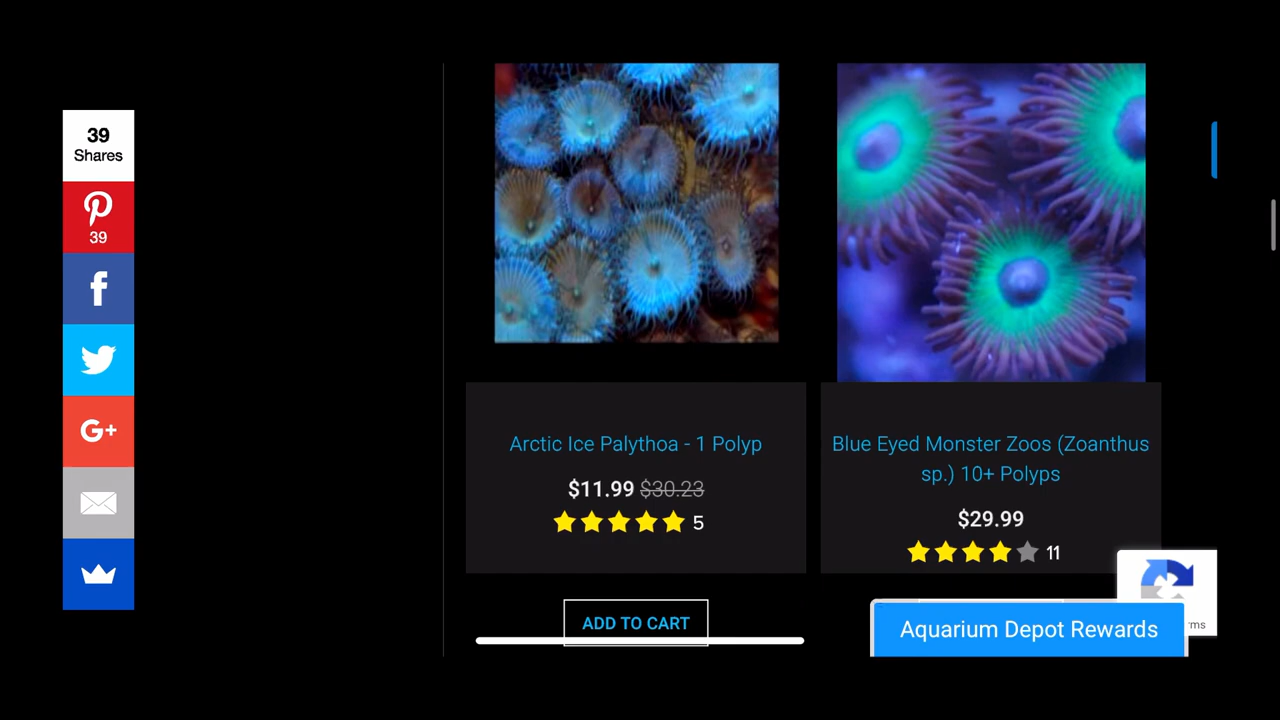 39
Shares
39
G+
Arctic Ice Palythoa - 1 Polyp
$11.99 $30.23
5
ADD TO CART
Blue Eyed Monster Zoos (Zoanthus
sp.) 10+ Polyps
$29.99
11
Aquarium Depot Rewards